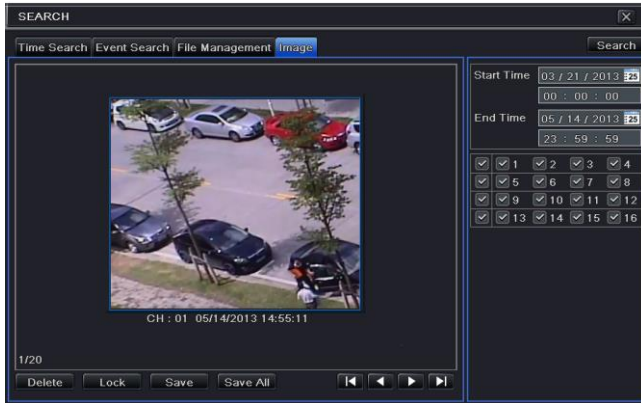 SEARCH
Time Search Event Search File Management Image
Search
Start Time 03 / 21 / 2013
00 : 00 : 00
End Time 05 / 14 / 2013
23 : 59 : 59
1 2 3 4
5 6 7 8
9 10 11 12
13 14 15 16
CH : 01 05/14/2013 14:55:11
1/20
Delete Lock Save Save All